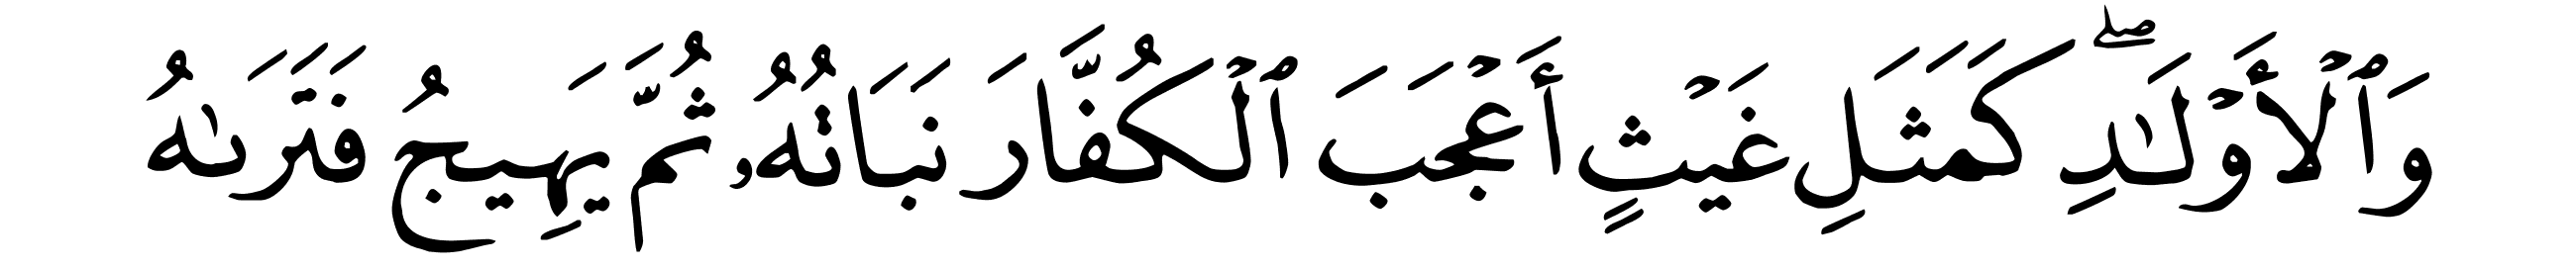 وَٱلْأَوْلَٰدِۖ كَمَثَلِ غَيْثٍ أَعْجَبَ ٱلْكُفَّارَ نَبَاتُهُۥ ثُمَّ يَهِيجُ فَتَرَىٰهُ